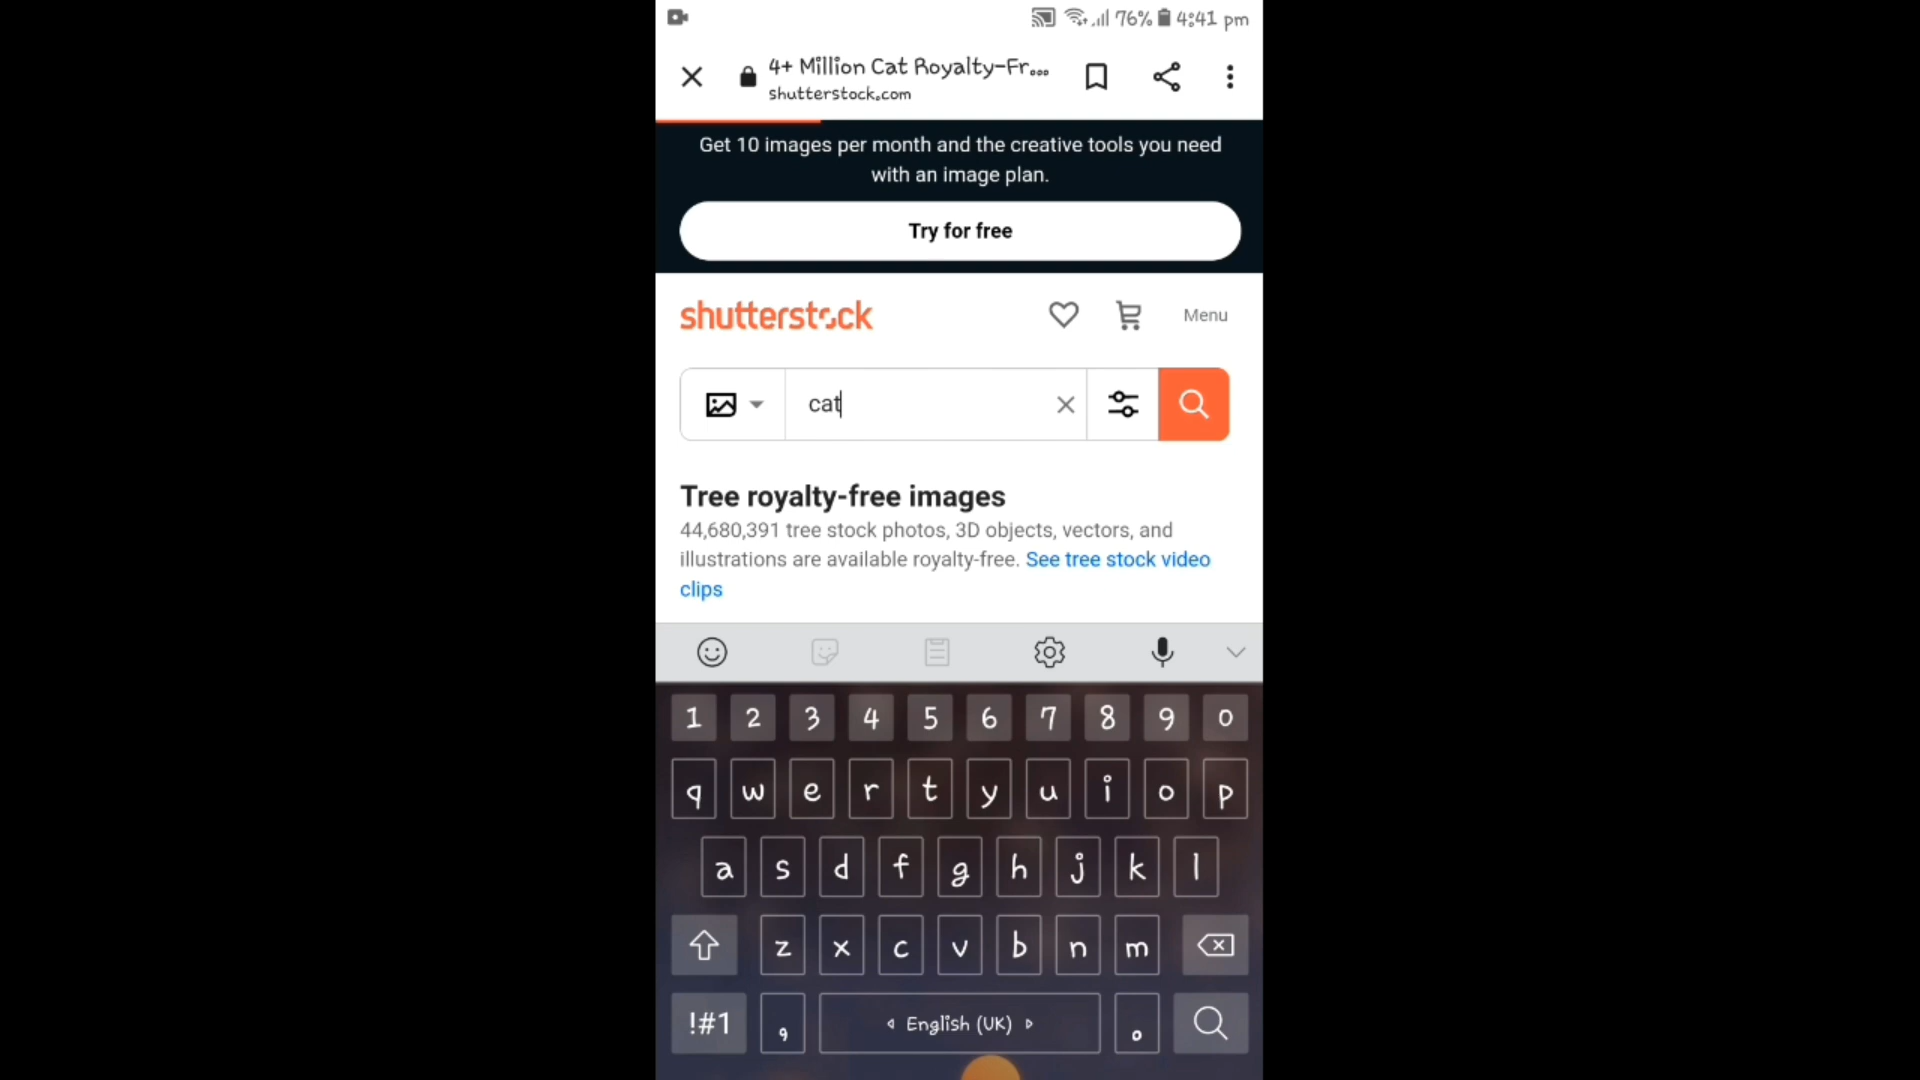 76% 4:41 pm
4+ Million Cat Royalty-Fr...
shutterstock.com
Get 10 images per month and the creative tools you need
with an image plan.
Try for free
shutterstock
Menu
cat
Tree royalty-free images
44,680,391 tree stock photos, 3D objects, vectors, and
illustrations are available royalty-free. See tree stock video
clips
1 2 3 4 5 6 7 8 9 0
q w e r t y u i o p
a s d f g h j k l
z x c v b n m
!#1 , English (UK) .